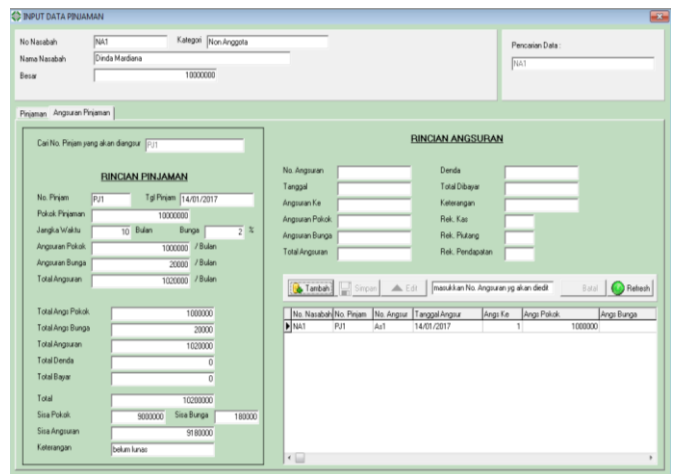 INPUT DATA PINJAMAN
No Nasabah NA1 Kategori Non Anggota
Nama Nasabah Dinda Mardiana
Besar 10000000
Pencarian Data :
NA1
Pinjaman Angsuran Pinjaman
Cari No. Pinjam yang akan diangsur PJ1
RINCIAN PINJAMAN
No. Pinjam PJ1 Tgl Pinjam 14/01/2017
Pokok Pinjaman 10000000
Jangka Waktu 10 Bulan Bunga 2 %
Angsuran Pokok 1000000 / Bulan
Angsuran Bunga 20000 / Bulan
Total Angsuran 1020000 / Bulan
Total Angs Pokok 1000000
Total Angs Bunga 20000
Total Angsuran 1020000
Total Denda 0
Total Bayar 0
Total 10200000
Sisa Pokok 9000000 Sisa Bunga 180000
Sisa Angsuran 9180000
Keterangan belum lunas
RINCIAN ANGSURAN
No. Angsuran Denda
Tanggal Total Dibayar
Angsuran Ke Keterangan
Angsuran Pokok Rek. Kas
Angsuran Bunga Rek. Piutang
Total Angsuran Rek. Pendapatan
Tambah Simpan Edit masukkan No. Angsuran yg akan diedit Batal Refresh
No. Nasabah No. Pinjam No. Angsur Tanggal Angsur Angs Ke Angs Pokok Angs Bunga
NA1 PJ1 As1 14/01/2017 1 1000000